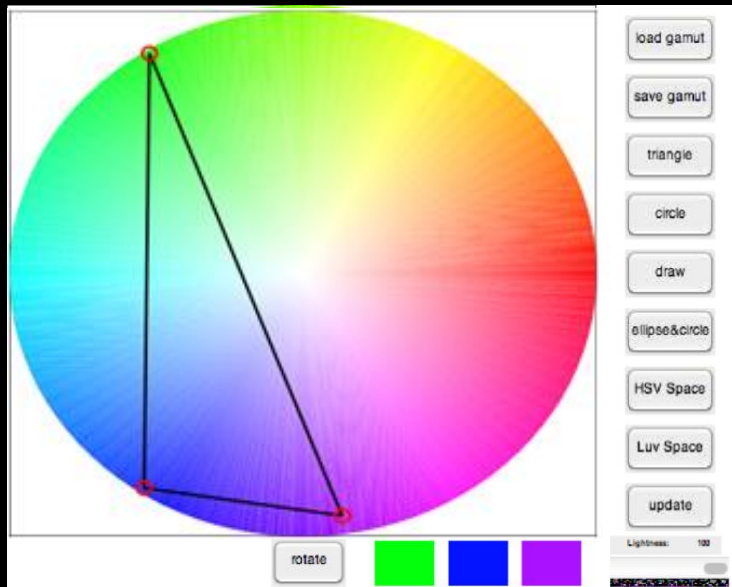 load gamut
save gamut
triangle
circle
draw
ellipse&circle
HSV Space
Luv Space
update
Lightness: 100
rotate